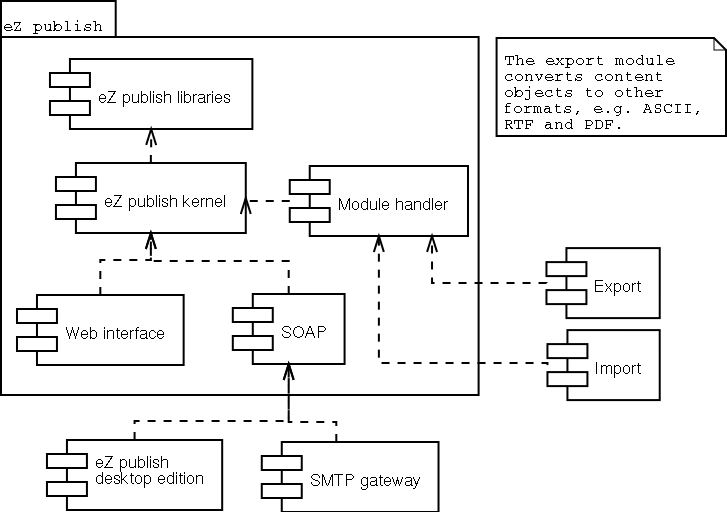 eZ publish
The export module
converts content
objects to other
formats, e.g. ASCII,
RTF and PDF.
eZ publish libraries
eZ publish kernel
Module handler
Export
Web interface
SOAP
Import
eZ publish
desktop edition
SMTP gateway